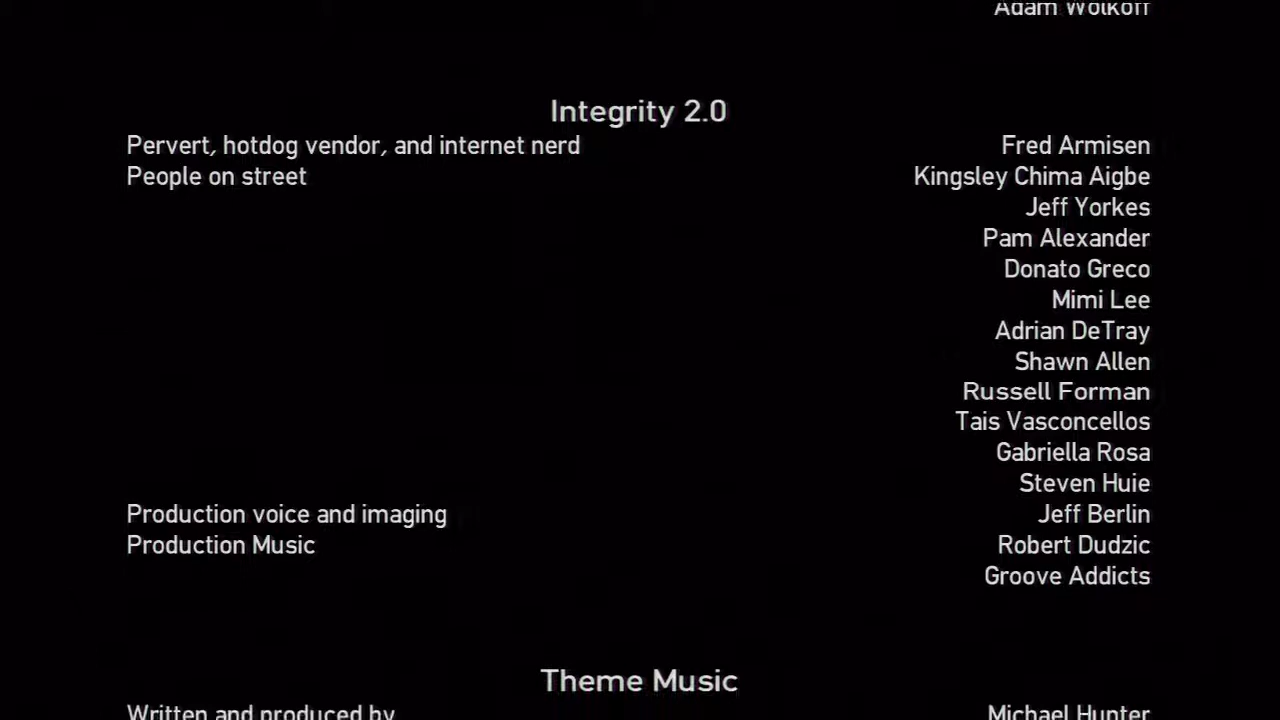 Adam Wolkoff
Integrity 2.0
Pervert, hotdog vendor, and internet nerd Fred Armisen
People on street Kingsley Chima Aigbe
Jeff Yorkes
Pam Alexander
Donato Greco
Mimi Lee
Adrian DeTray
Shawn Allen
Russell Forman
Tais Vasconcellos
Gabriella Rosa
Steven Huie
Production voice and imaging Jeff Berlin
Production Music Robert Dudzic
Groove Addicts
Theme Music
Written and produced by Michael Hunter